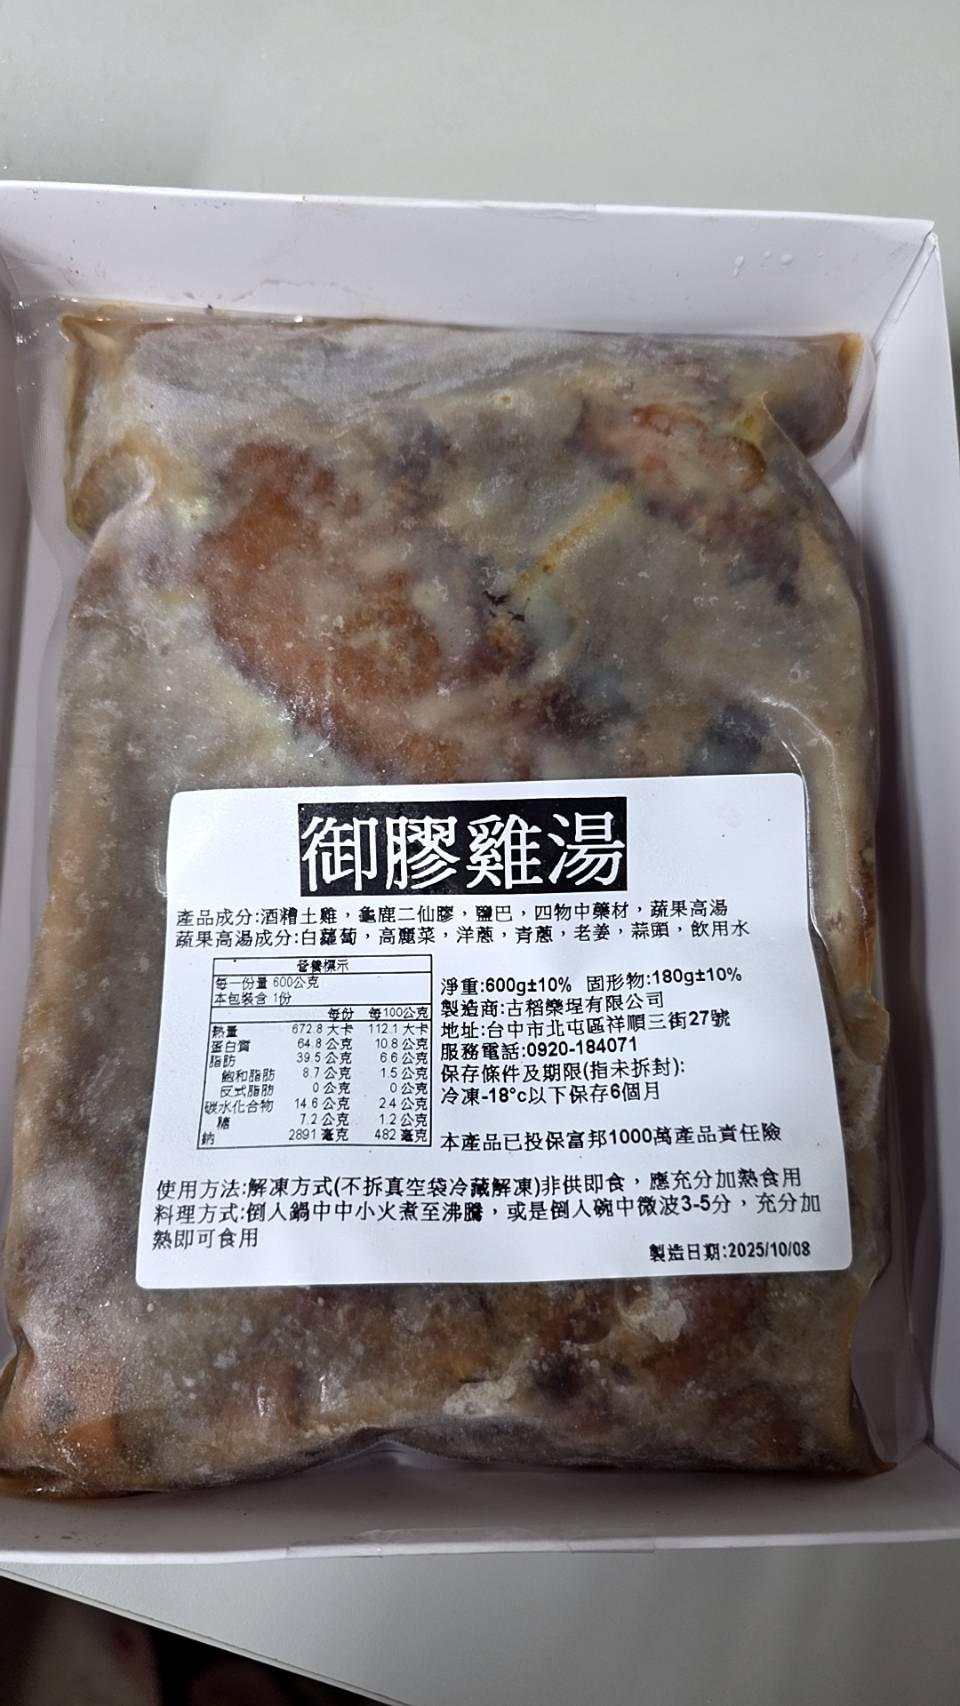 御膠雞湯
產品成分:酒糟土雞，龜鹿二仙膠，鹽巴，四物中藥材，蔬果高湯
蔬果高湯成分:白蘿蔔，高麗菜，洋蔥，青蔥，老姜，蒜頭，飲用水
營養標示
每一份量 600公克
本包裝含 1份
每份 每100公克
熱量 672.8 大卡 112.1 大卡
蛋白質 64.8 公克 10.8 公克
脂肪 39.5 公克 6.6 公克
飽和脂肪 8.7 公克 1.5 公克
反式脂肪 0 公克 0 公克
碳水化合物 14.6 公克 2.4 公克
糖 7.2 公克 1.2 公克
鈉 2891 毫克 482 毫克
淨重:600g±10% 固形物:180g±10%
製造商:古稻欒埕有限公司
地址:台中市北屯區祥順三街27號
服務電話:0920-184071
保存條件及期限(指未拆封):
冷凍-18°c以下保存6個月
本產品已投保富邦1000萬產品責任險
使用方法:解凍方式(不拆真空袋冷藏解凍)非供即食，應充分加熱食用
料理方式:倒入鍋中中小火煮至沸騰，或是倒入碗中微波3-5分，充分加
熱即可食用
製造日期:2025/10/08